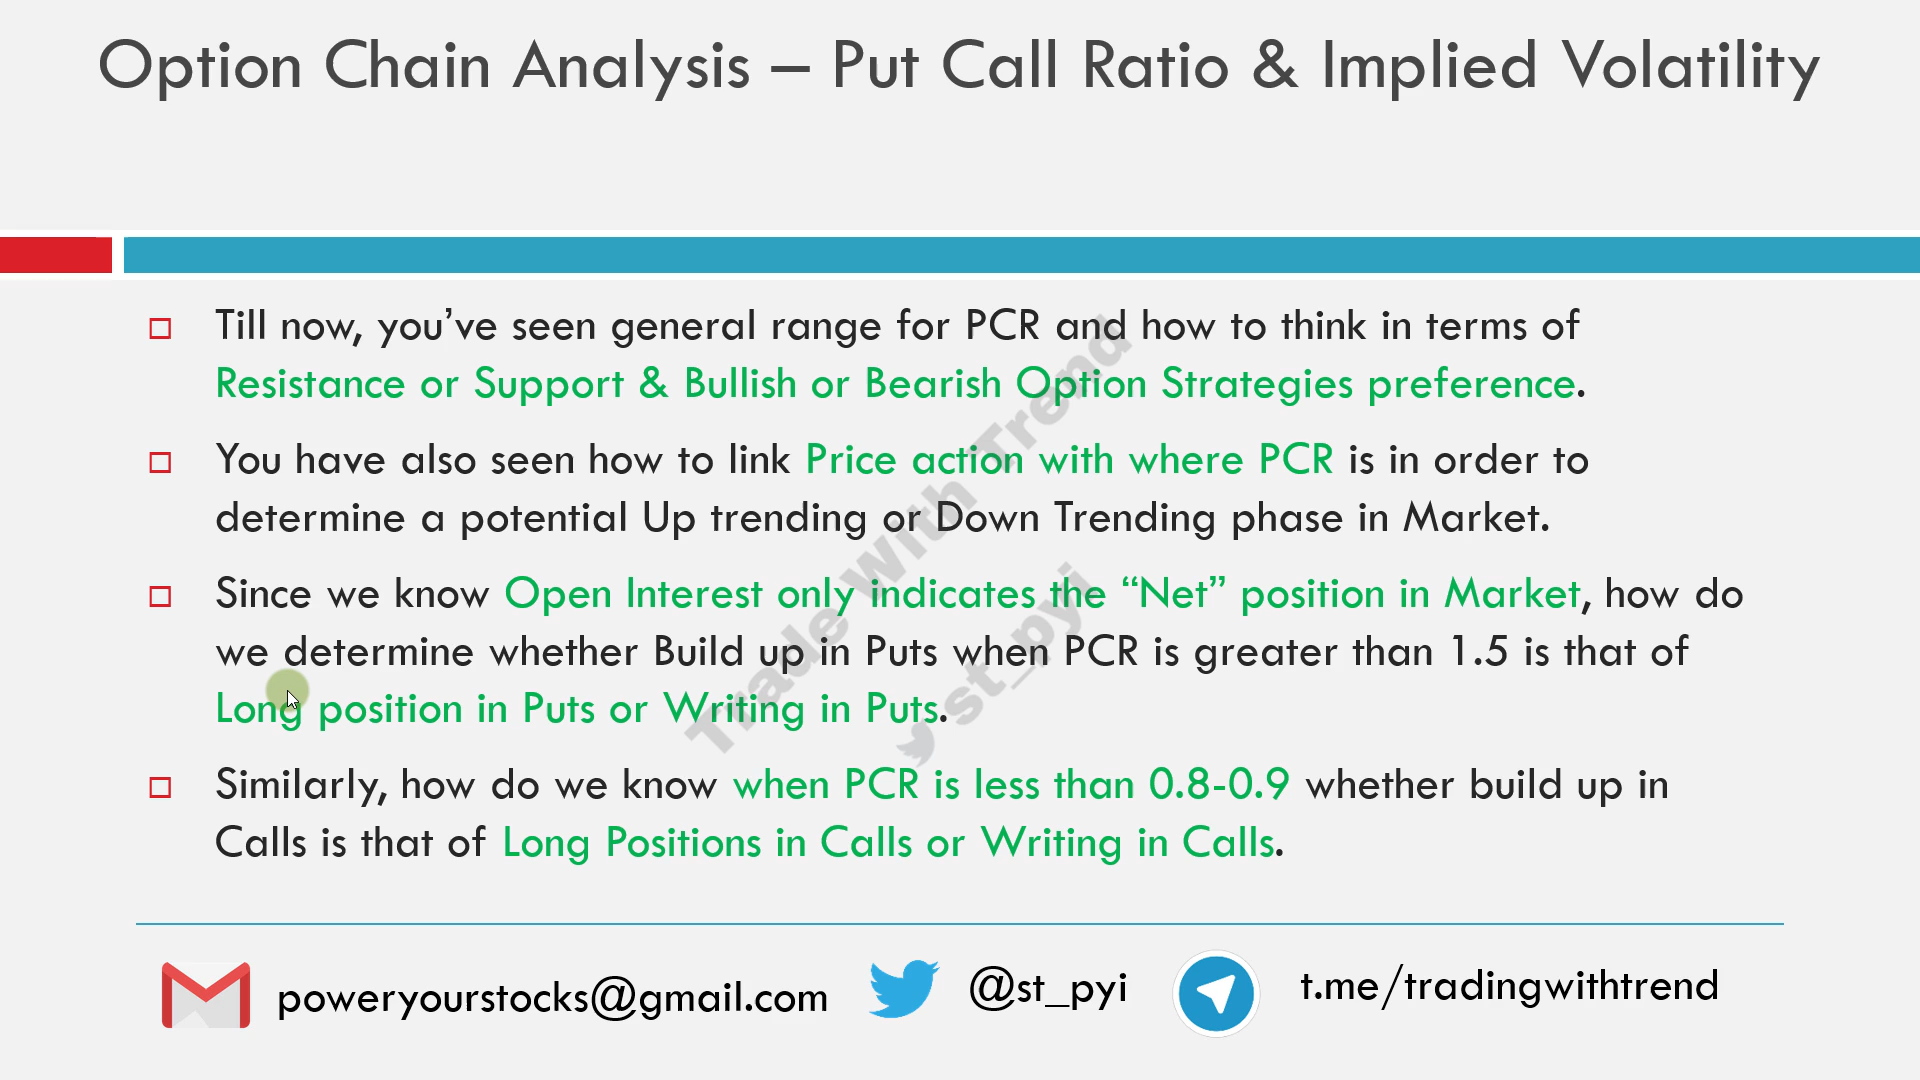 Option Chain Analysis – Put Call Ratio & Implied Volatility
Till now, you’ve seen general range for PCR and how to think in terms of
Resistance or Support & Bullish or Bearish Option Strategies preference.
You have also seen how to link Price action with where PCR is in order to
determine a potential Up trending or Down Trending phase in Market.
Since we know Open Interest only indicates the “Net” position in Market, how do
we determine whether Build up in Puts when PCR is greater than 1.5 is that of
Long position in Puts or Writing in Puts.
Similarly, how do we know when PCR is less than 0.8-0.9 whether build up in
Calls is that of Long Positions in Calls or Writing in Calls.
Trade With Trend
st_pyi
poweryourstocks@gmail.com
@st_pyi
t.me/tradingwithtrend